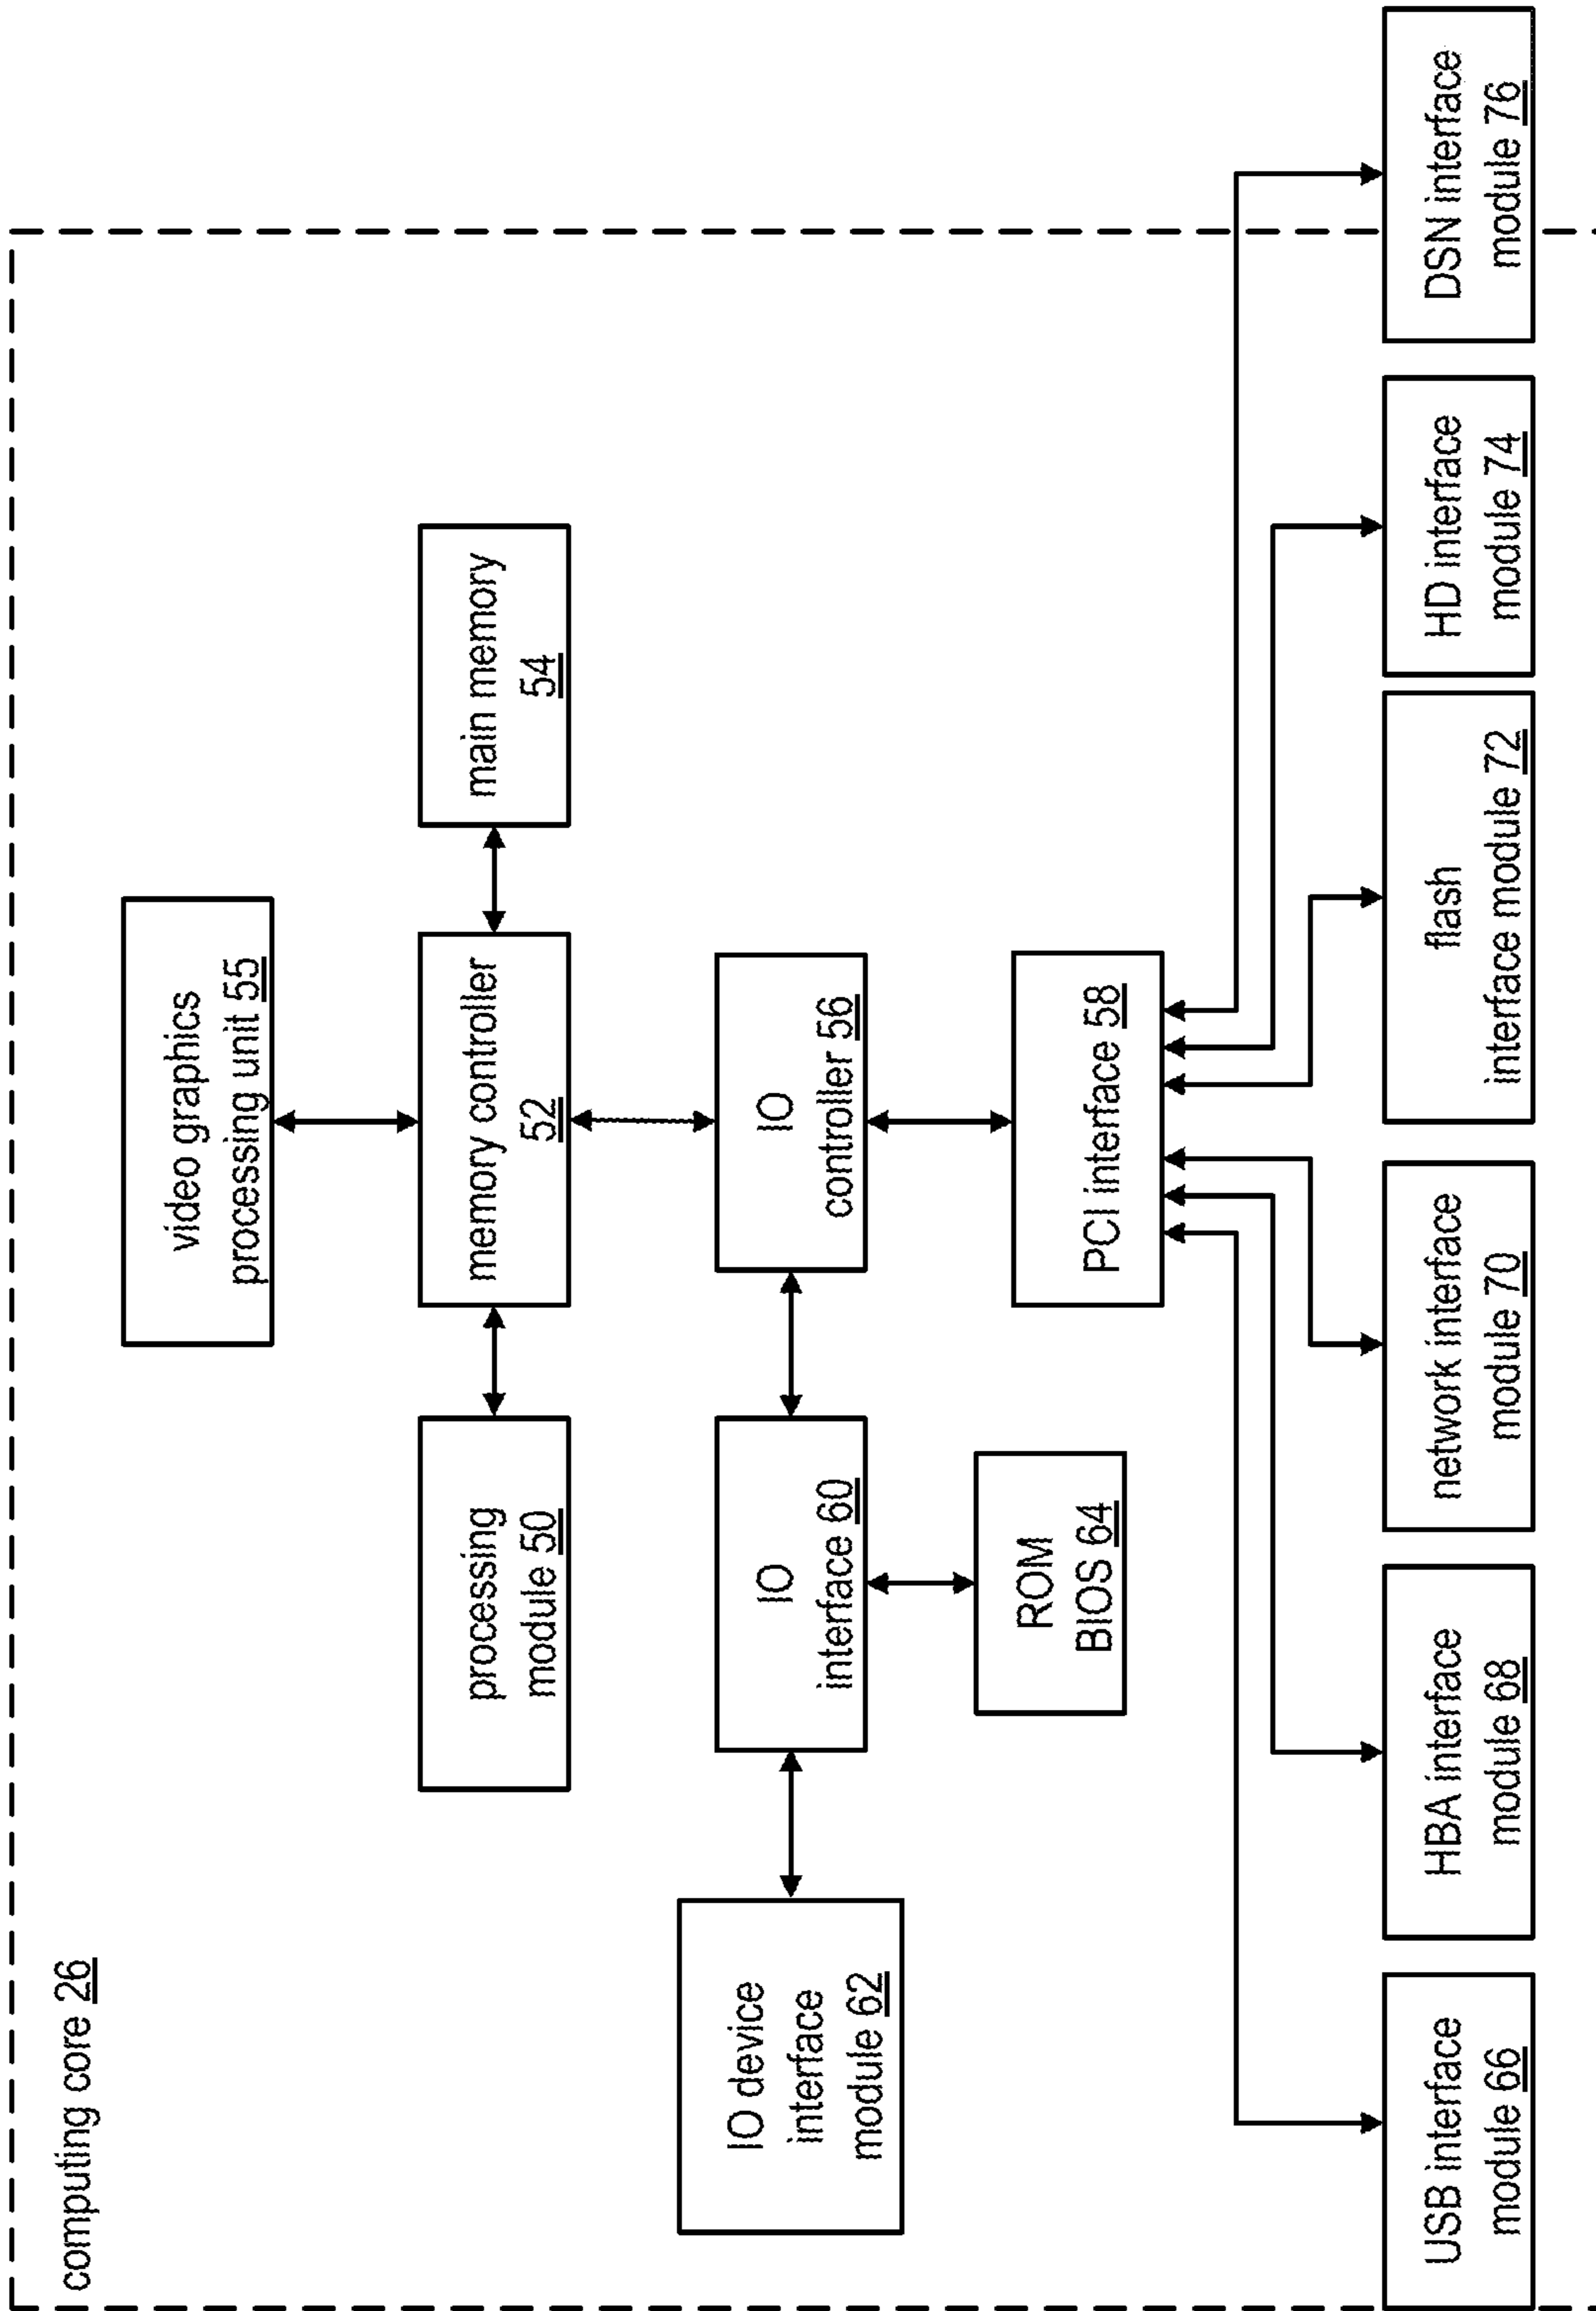 computing core 26
video graphics
processing unit 55
processing
module 50
memory controller
52
main memory
54
IO device
interface
module 62
IO
interface 60
IO
controller 56
ROM
BIOS 64
PCI interface 58
USB interface
module 66
HBA interface
module 68
network interface
module 70
flash
interface module 72
HD interface
module 74
DSN interface
module 76